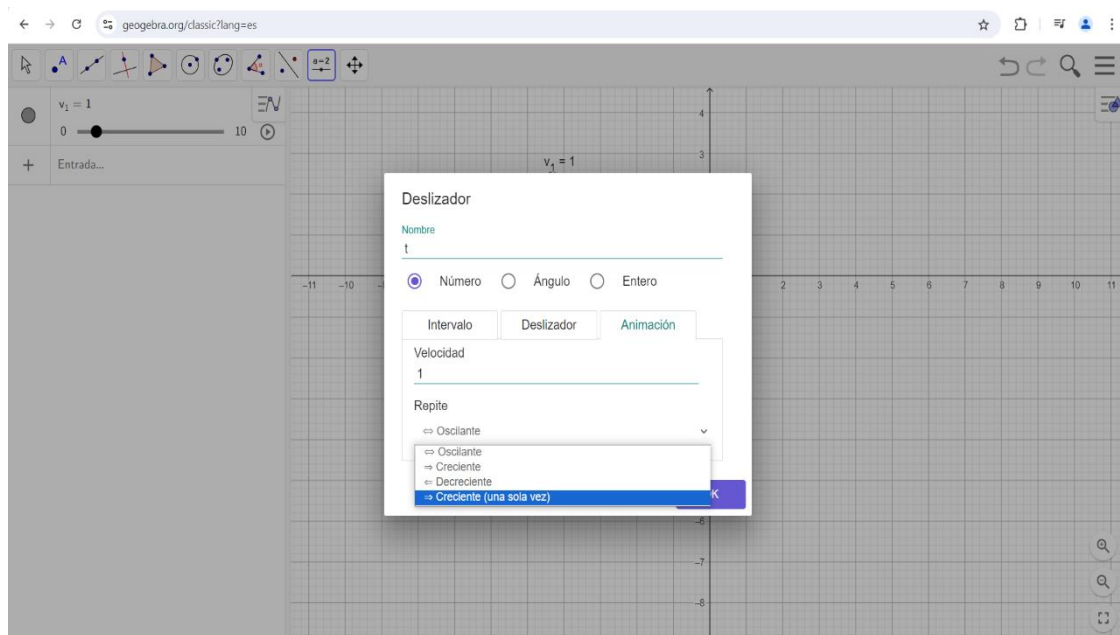 geogebra.org/classic?lang=es
A
a=2
v₁ = 1
0 10
Entrada...
4
3
v₁ = 1
Deslizador
Nombre
t
Número Ángulo Entero
-11 -10 2 3 4 5 6 7 8 9 10 11
Intervalo Deslizador Animación
Velocidad
1
Repite
⇔ Oscilante
⇔ Oscilante
⇒ Creciente
⇐ Decreciente
⇒ Creciente (una sola vez)
K
-6
-7
-8